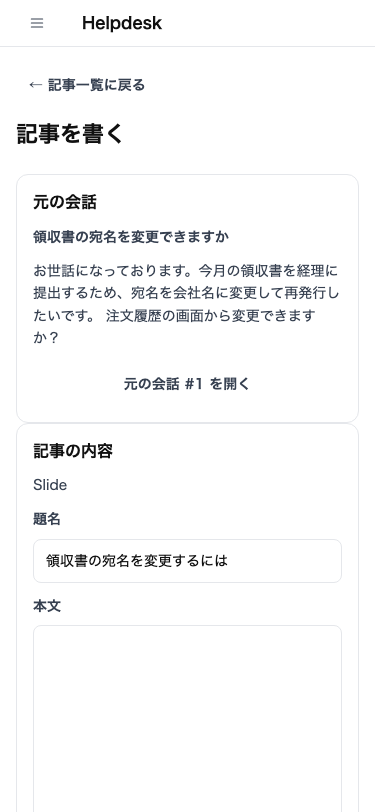 Helpdesk
← 記事一覧に戻る
記事を書く
元の会話
領収書の宛名を変更できますか
お世話になっております。今月の領収書を経理に
提出するため、宛名を会社名に変更して再発行し
たいです。 注文履歴の画面から変更できます
か？
元の会話 #1 を開く
記事の内容
Slide
題名
領収書の宛名を変更するには
本文